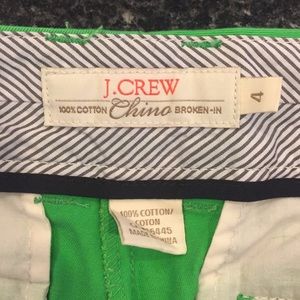 J.CREW
100% COTTON Chino BROKEN-IN
4
100% COTTON/
COTON